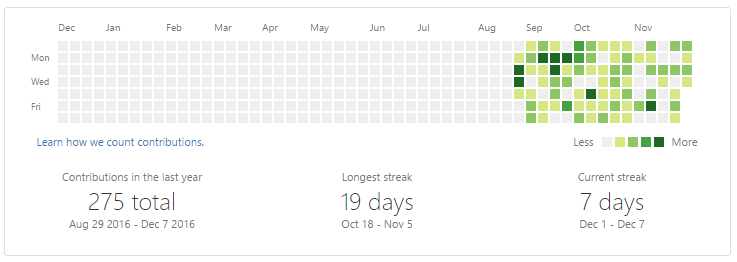 Dec Jan Feb Mar Apr May Jun Jul Aug Sep Oct Nov
Mon
Wed
Fri
Learn how we count contributions. Less More
Contributions in the last year Longest streak Current streak
275 total 19 days 7 days
Aug 29 2016 - Dec 7 2016 Oct 18 - Nov 5 Dec 1 - Dec 7